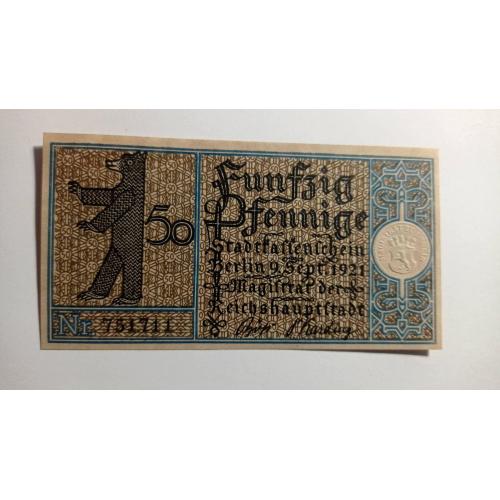 50
Fünfzig
Pfennige
Stadtkassenschein
Berlin 9. Sept. 1921
Magistrat der
Reichshauptstadt
Nr. 751711